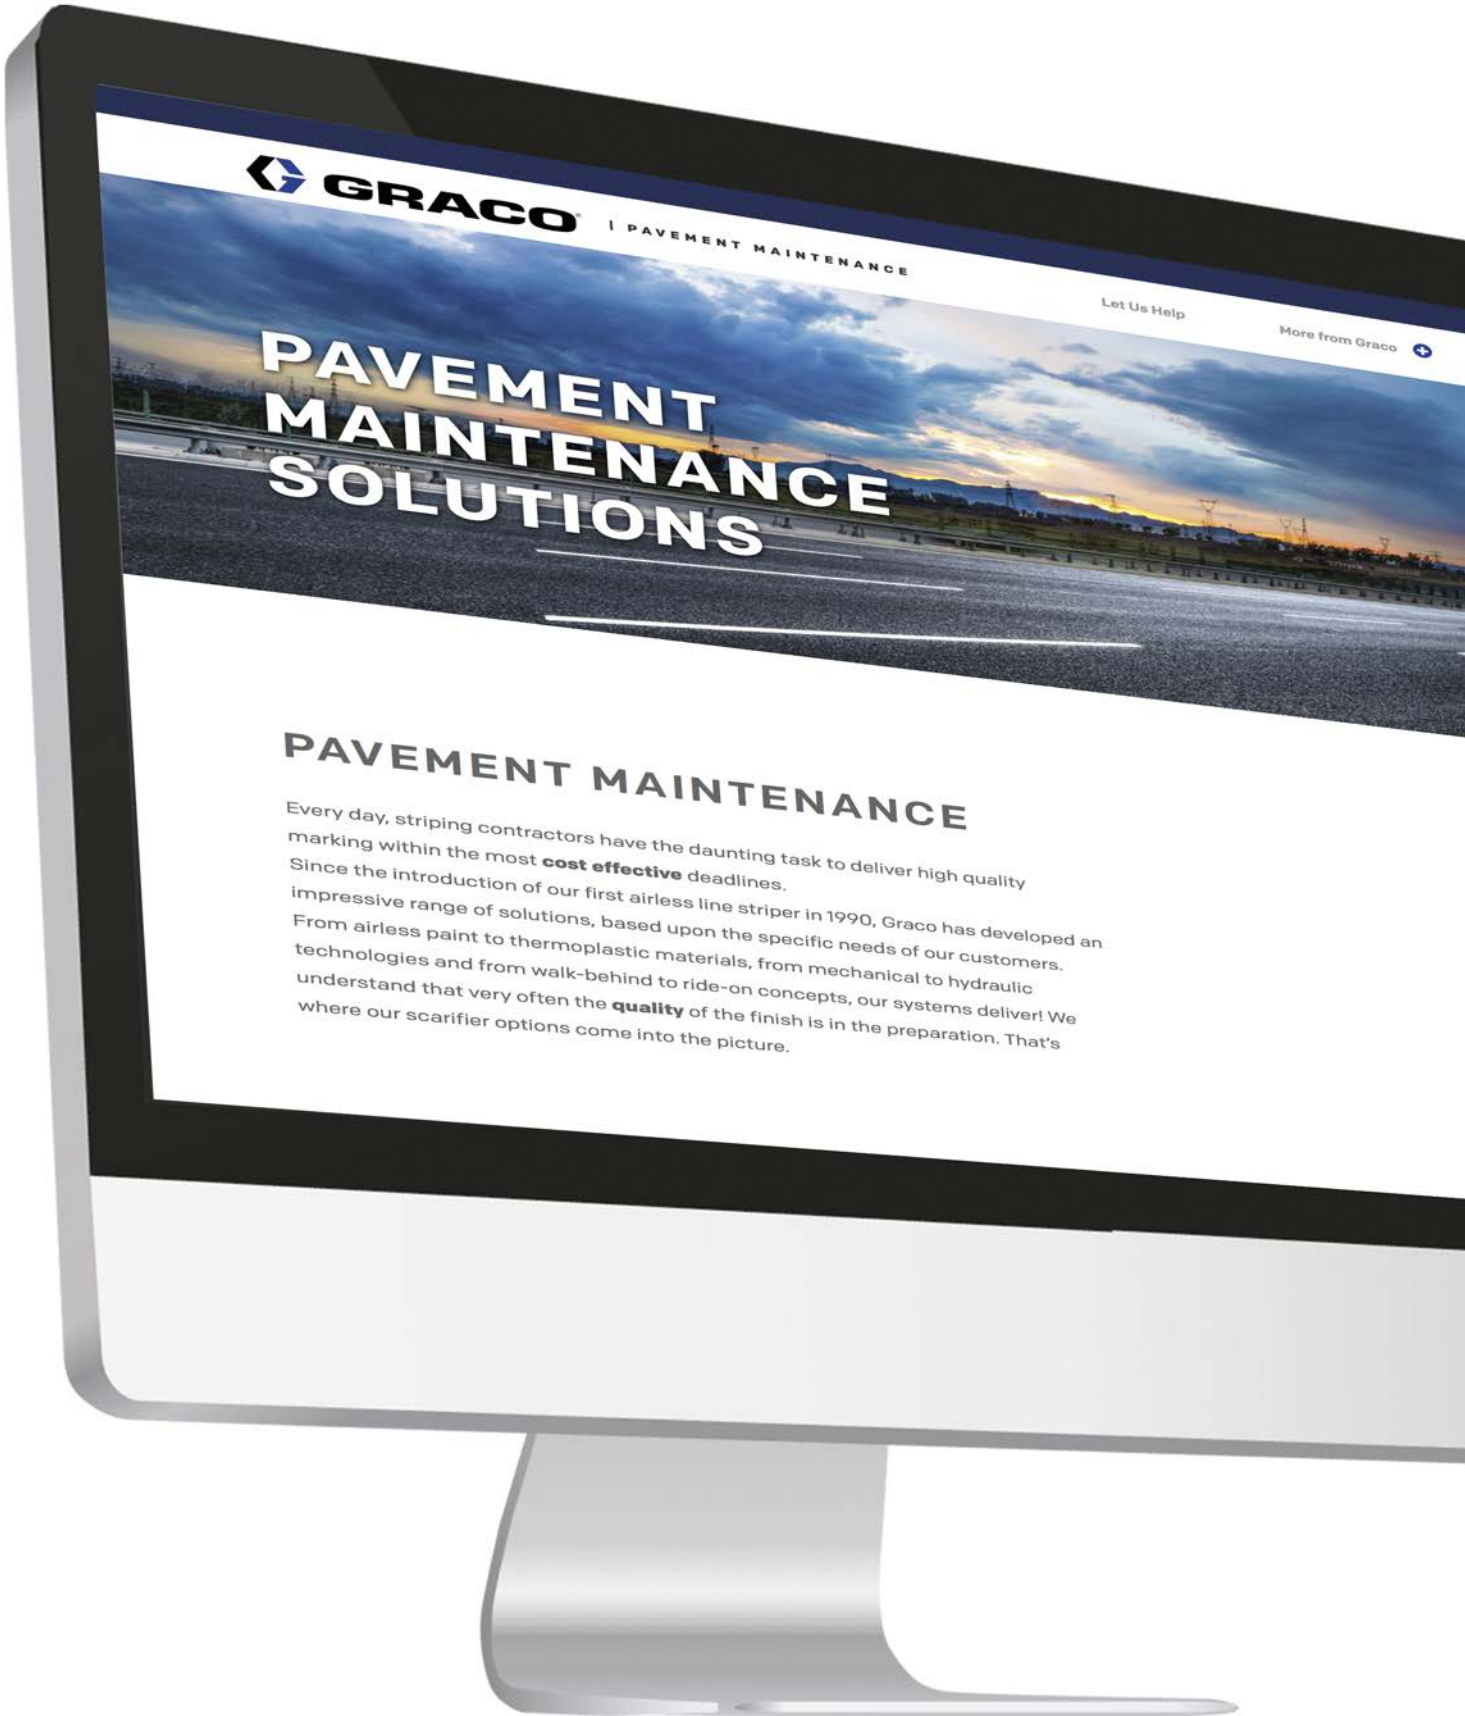 GRACO
| PAVEMENT MAINTENANCE
Let Us Help
More from Graco
PAVEMENT
MAINTENANCE
SOLUTIONS
PAVEMENT MAINTENANCE
Every day, striping contractors have the daunting task to deliver high quality
marking within the most cost effective deadlines.
Since the introduction of our first airless line striper in 1990, Graco has developed an
impressive range of solutions, based upon the specific needs of our customers.
From airless paint to thermoplastic materials, from mechanical to hydraulic
technologies and from walk-behind to ride-on concepts, our systems deliver! We
understand that very often the quality of the finish is in the preparation. That's
where our scarifier options come into the picture.